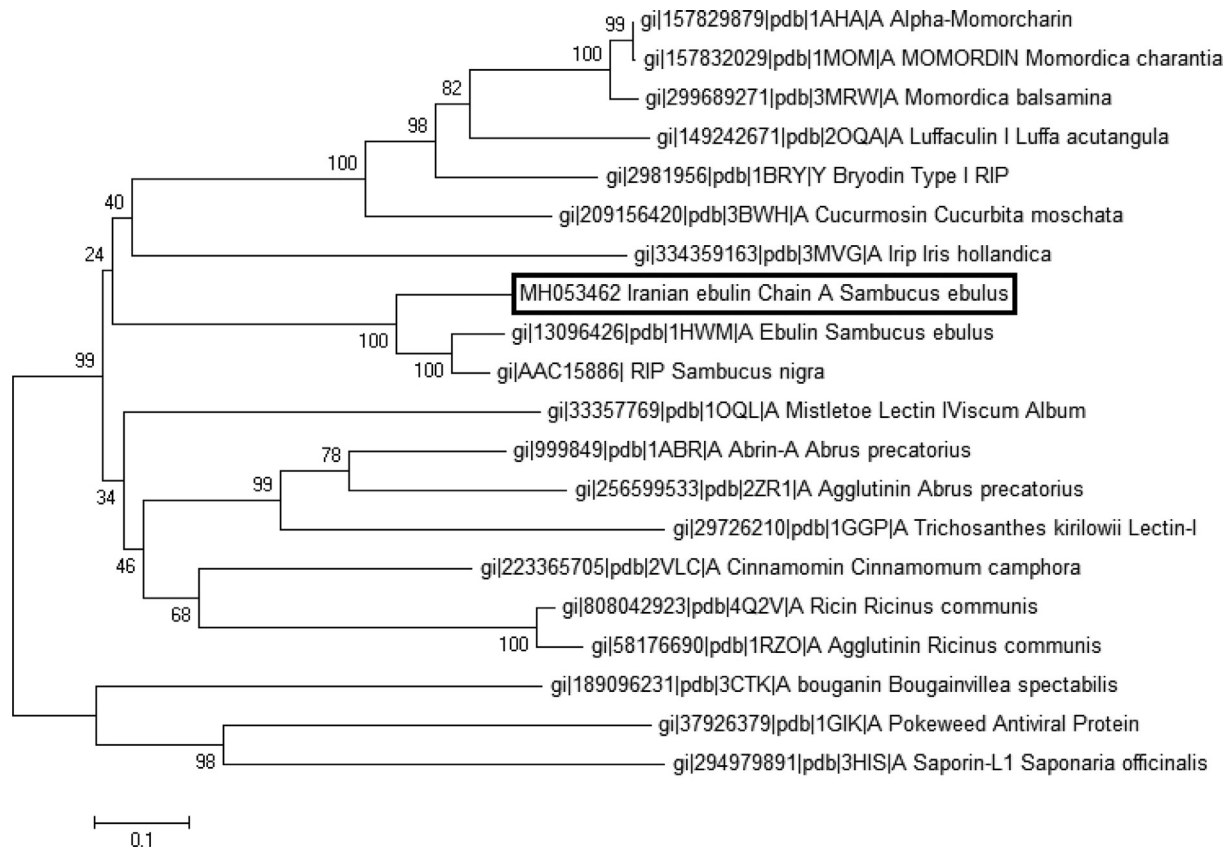 99
gi|157829879|pdb|1AHA|A Alpha-Momorcharin
100
gi|157832029|pdb|1MOM|A MOMORDIN Momordica charantia
82
gi|299689271|pdb|3MRW|A Momordica balsamina
98
gi|149242671|pdb|2OQA|A Luffaculin I Luffa acutangula
100
gi|2981956|pdb|1BRY|Y Bryodin Type I RIP
40
gi|209156420|pdb|3BWH|A Cucurmosin Cucurbita moschata
24
gi|334359163|pdb|3MVG|A Irip Iris hollandica
MH053462 Iranian ebulin Chain A Sambucus ebulus
100
gi|13096426|pdb|1HWM|A Ebulin Sambucus ebulus
99
100
gi|AAC15886| RIP Sambucus nigra
gi|33357769|pdb|1OQL|A Mistletoe Lectin IViscum Album
78
gi|999849|pdb|1ABR|A Abrin-A Abrus precatorius
99
gi|256599533|pdb|2ZR1|A Agglutinin Abrus precatorius
34
gi|29726210|pdb|1GGP|A Trichosanthes kirilowii Lectin-I
46
gi|223365705|pdb|2VLC|A Cinnamomin Cinnamomum camphora
68
gi|808042923|pdb|4Q2V|A Ricin Ricinus communis
100
gi|58176690|pdb|1RZO|A Agglutinin Ricinus communis
gi|189096231|pdb|3CTK|A bouganin Bougainvillea spectabilis
gi|37926379|pdb|1GIK|A Pokeweed Antiviral Protein
98
gi|294979891|pdb|3HIS|A Saporin-L1 Saponaria officinalis
0.1